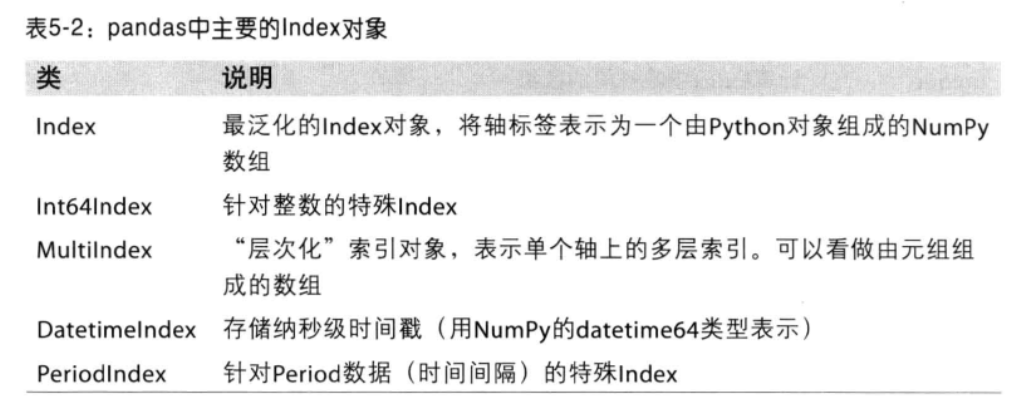 表5-2：pandas中主要的Index对象
类 说明
Index 最泛化的Index对象，将轴标签表示为一个由Python对象组成的NumPy
数组
Int64Index 针对整数的特殊Index
MultiIndex “层次化”索引对象，表示单个轴上的多层索引。可以看做由元组组
成的数组
DatetimeIndex 存储纳秒级时间戳（用NumPy的datetime64类型表示）
PeriodIndex 针对Period数据（时间间隔）的特殊Index